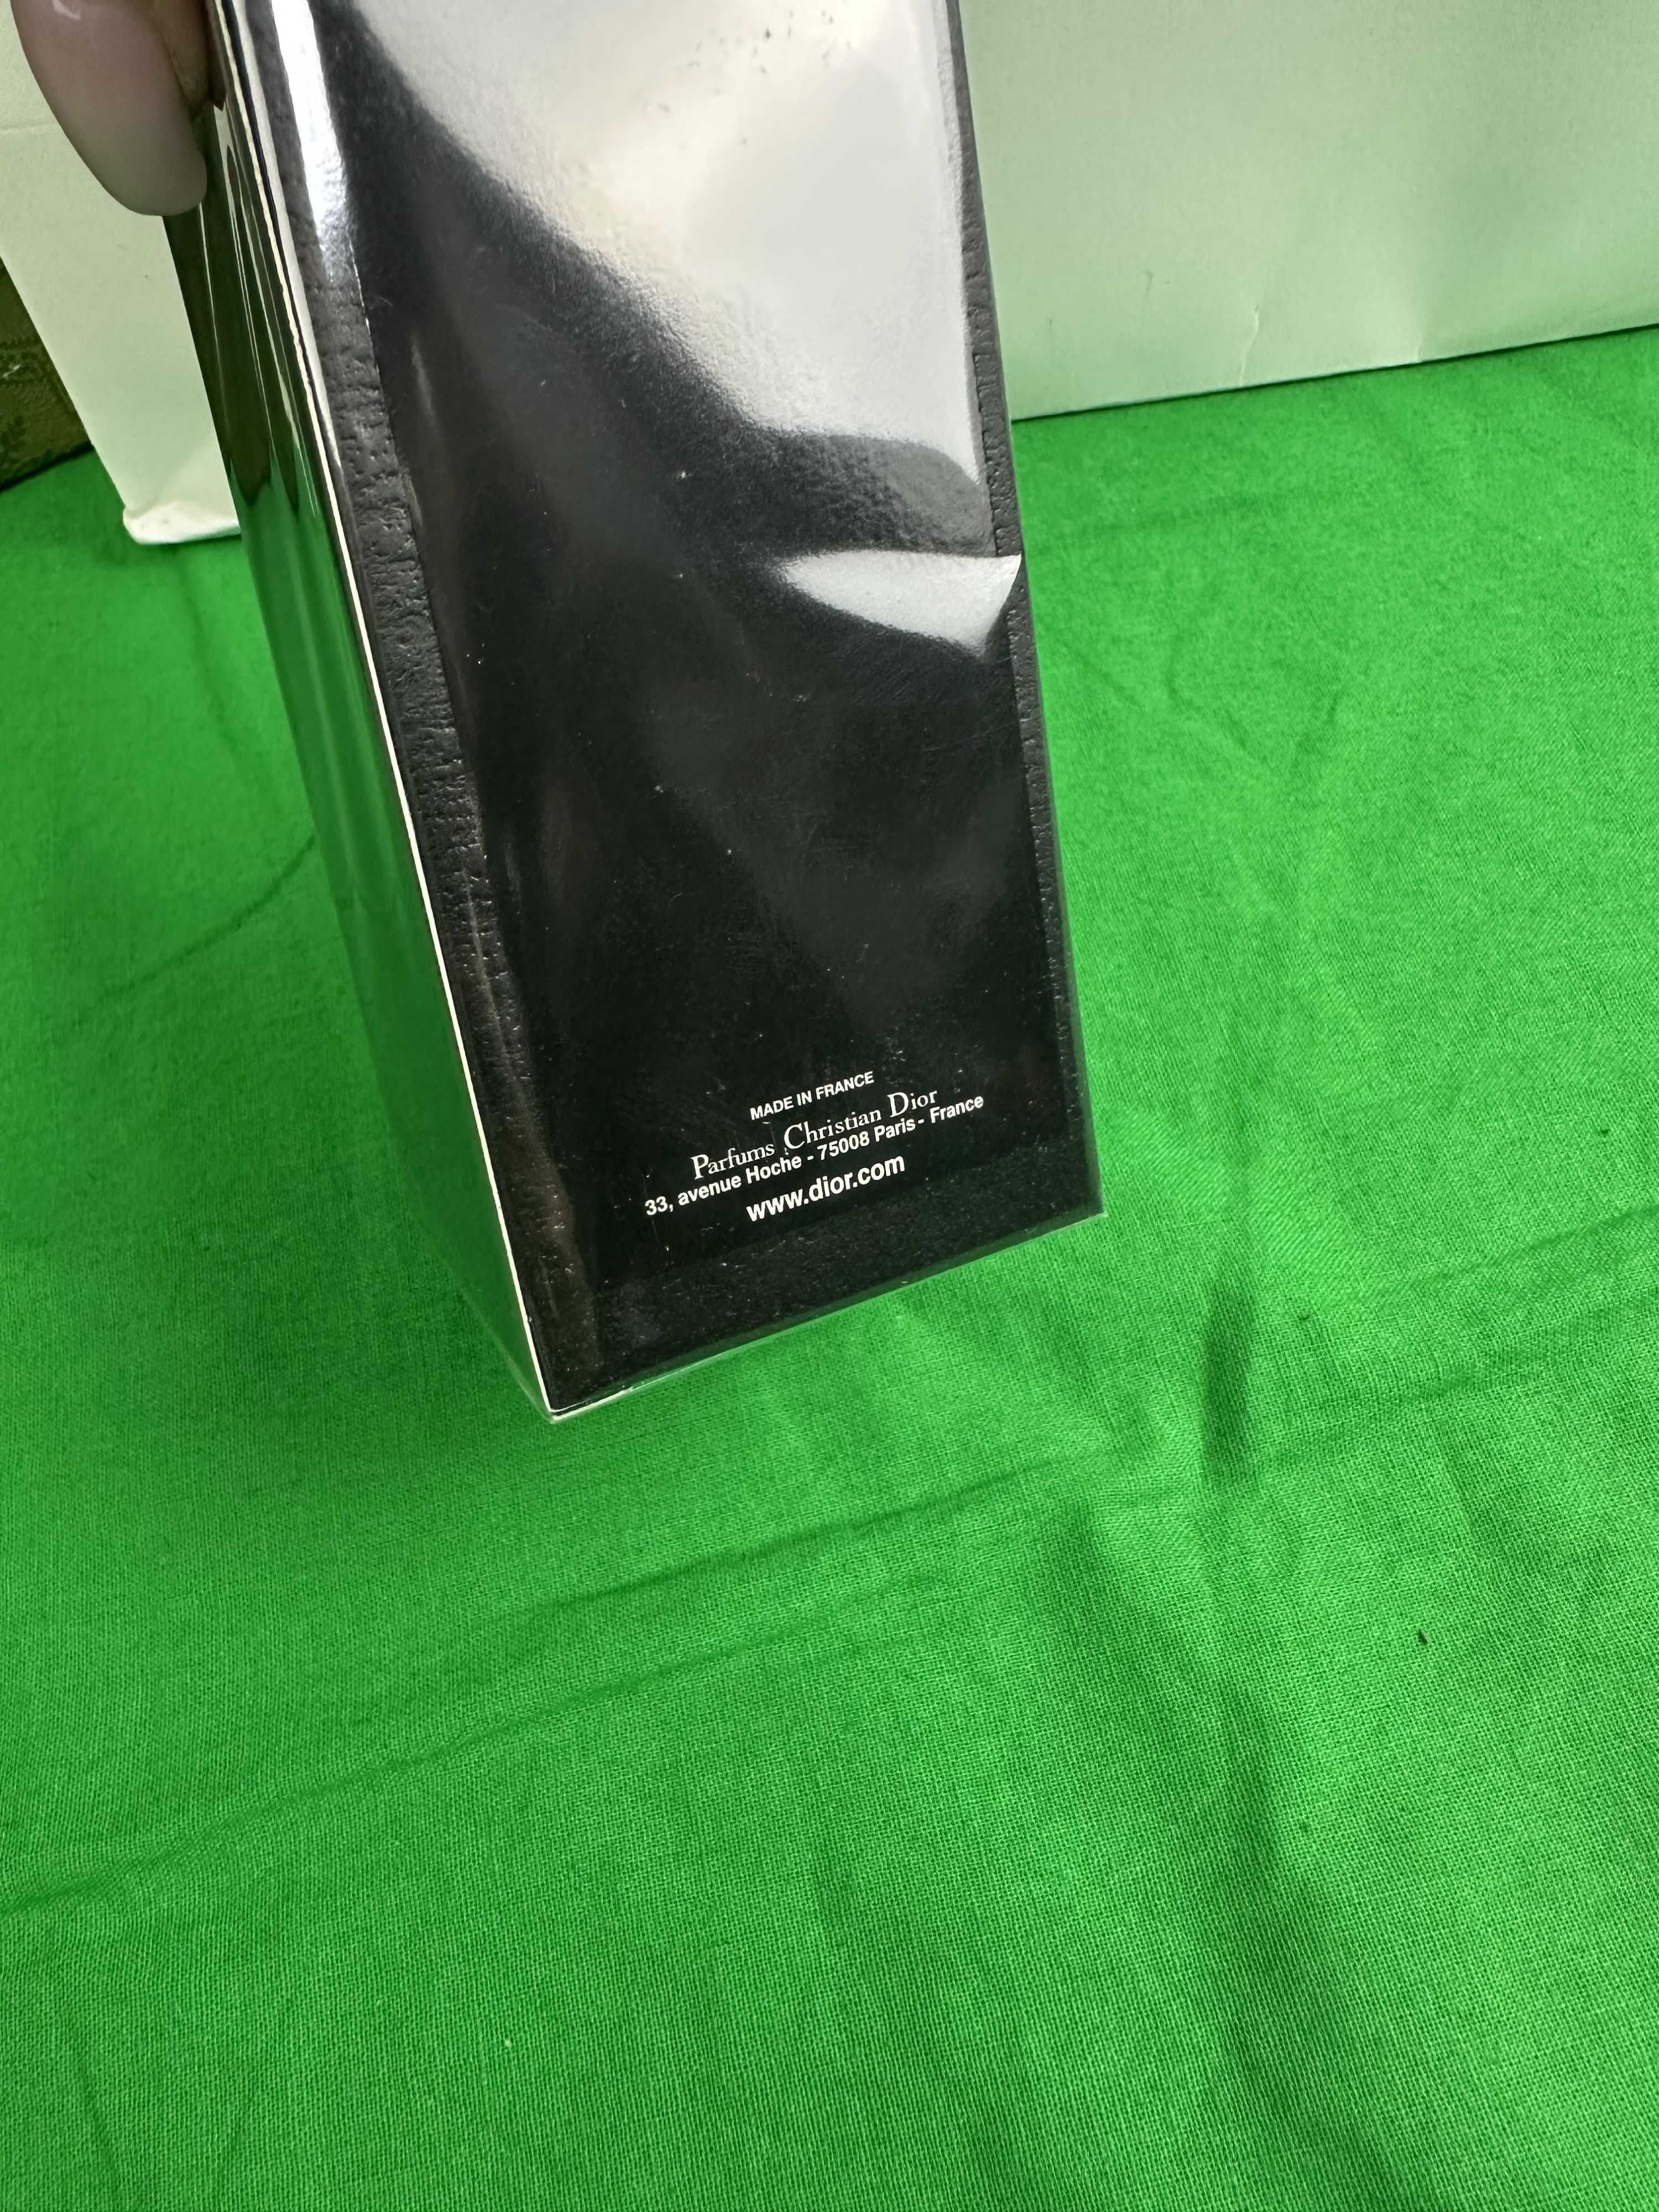 MADE IN FRANCE
Parfums Christian Dior
33, avenue Hoche - 75008 Paris - France
www.dior.com